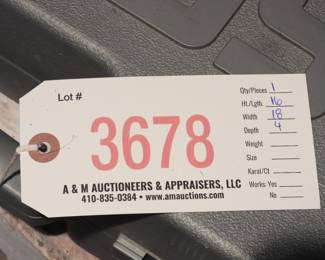 Lot #
3678
A & M AUCTIONEERS & APPRAISERS, LLC
410-835-0384 • www.amauctions.com
Qty/Pieces 1
Ht./Lgth. 16
Width 18
Depth 4
Weight
Size
Karat/Ct
Works: Yes
No